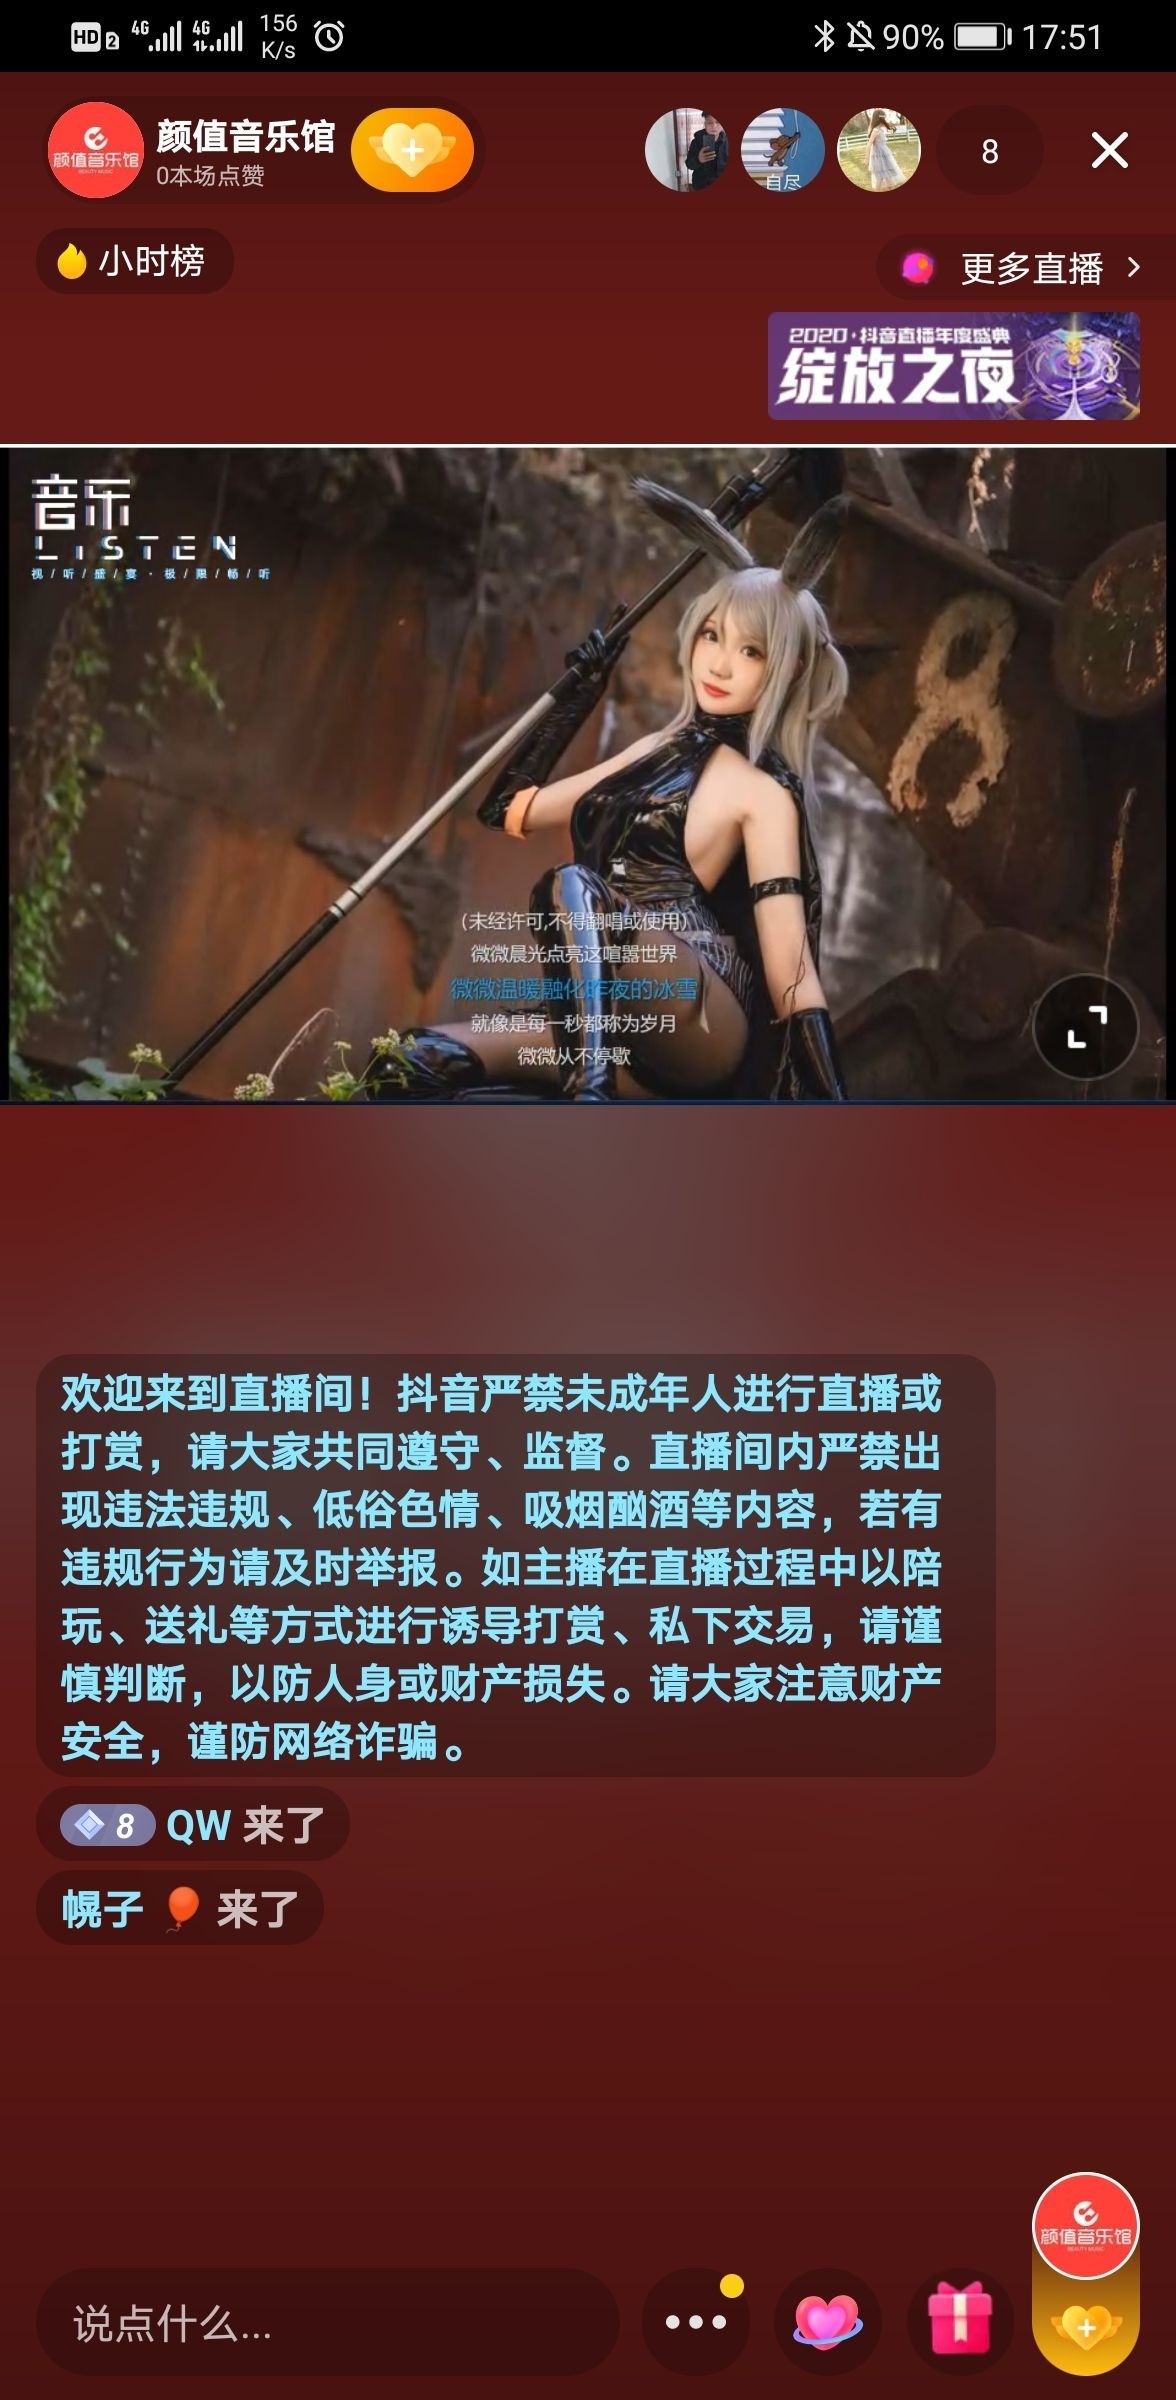 HD 2 4G 4G 156 K/s 90% 17:51
颜值音乐馆
BEAUTY MUSIC
颜值音乐馆
0本场点赞
自尽
8
小时榜
更多直播
2020·抖音直播年度盛典
绽放之夜
音乐
LISTEN
视/听/盛/宴·极/限/畅/听
8
(未经许可,不得翻唱或使用)
微微晨光点亮这喧嚣世界
微微温暖融化昨夜的冰雪
就像是每一秒都称为岁月
微微从不停歇
欢迎来到直播间！抖音严禁未成年人进行直播或
打赏，请大家共同遵守、监督。直播间内严禁出
现违法违规、低俗色情、吸烟酗酒等内容，若有
违规行为请及时举报。如主播在直播过程中以陪
玩、送礼等方式进行诱导打赏、私下交易，请谨
慎判断，以防人身或财产损失。请大家注意财产
安全，谨防网络诈骗。
8 QW 来了
幌子 🎈 来了
颜值音乐馆
BEAUTY MUSIC
说点什么...